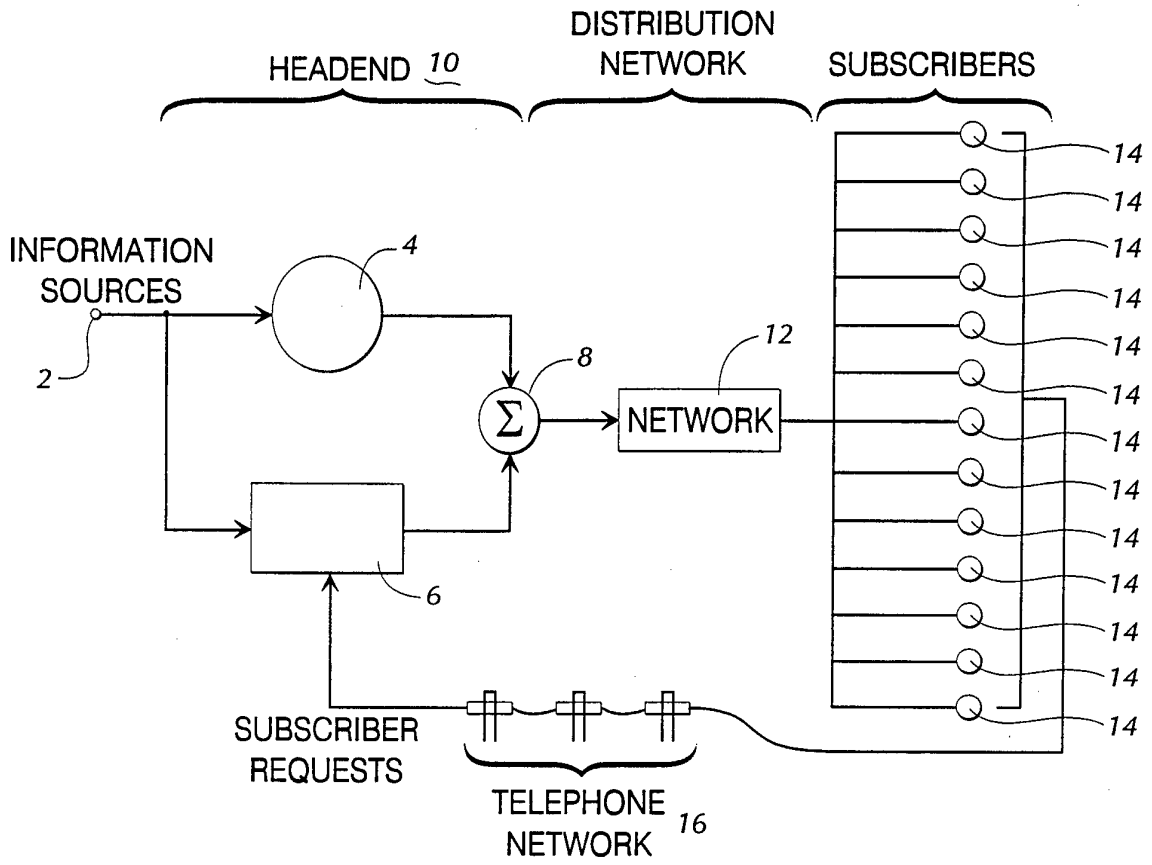 HEADEND 10
DISTRIBUTION
NETWORK
SUBSCRIBERS
INFORMATION
SOURCES
2
4
6
8
Σ
12
NETWORK
14
14
14
14
14
14
14
14
14
14
14
14
14
SUBSCRIBER
REQUESTS
TELEPHONE
NETWORK 16